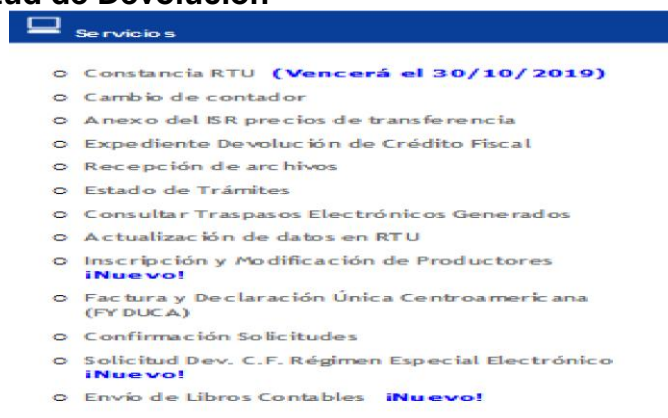 de Devolución
Servicios
Constancia RTU (Vencerá el 30/10/2019)
Cambio de contador
Anexo del ISR precios de transferencia
Expediente Devolución de Crédito Fiscal
Recepción de archivos
Estado de Trámites
Consultar Traspasos Electrónicos Generados
Actualización de datos en RTU
Inscripción y Modificación de Productores
¡Nuevo!
Factura y Declaración Única Centroamericana
(FYDUCA)
Confirmación Solicitudes
Solicitud Dev. C.F. Régimen Especial Electrónico
¡Nuevo!
Envío de Libros Contables ¡Nuevo!